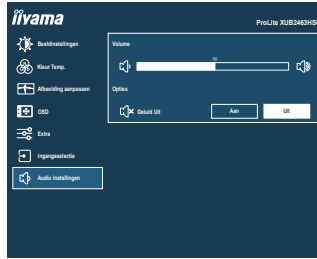 iiyama
ProLite XUB2463HSU
Beeldinstellingen
Kleur Temp.
Afbeelding aanpassen
OSD
Extra
Ingangsselectie
Audio Instellingen
Volume
50
Opties
Geluid Uit
Aan
Uit